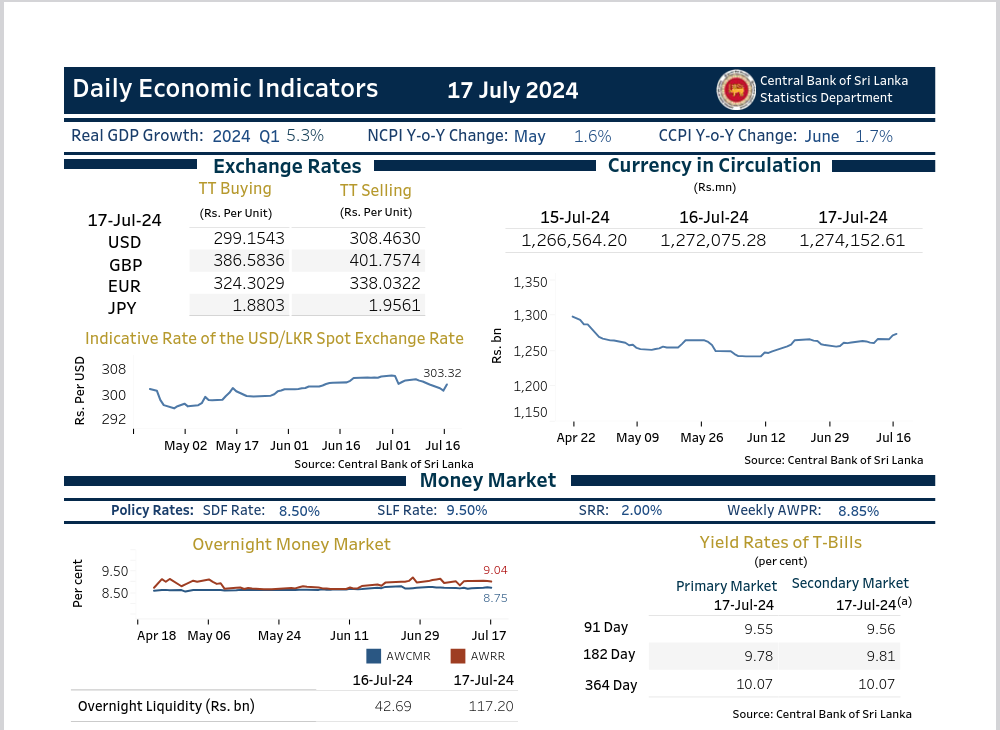 Daily Economic Indicators 17 July 2024
Central Bank of Sri Lanka
Statistics Department
Real GDP Growth: 2024 Q1 5.3% NCPI Y-o-Y Change: May 1.6% CCPI Y-o-Y Change: June 1.7%
Exchange Rates
TT Buying TT Selling
(Rs. Per Unit) (Rs. Per Unit)
17-Jul-24
USD 299.1543 308.4630
GBP 386.5836 401.7574
EUR 324.3029 338.0322
JPY 1.8803 1.9561
Indicative Rate of the USD/LKR Spot Exchange Rate
Rs. Per USD
308
300
292
303.32
May 02 May 17 Jun 01 Jun 16 Jul 01 Jul 16
Source: Central Bank of Sri Lanka
Currency in Circulation
(Rs.mn)
15-Jul-24 16-Jul-24 17-Jul-24
1,266,564.20 1,272,075.28 1,274,152.61
Rs. bn
1,350
1,300
1,250
1,200
1,150
Apr 22 May 09 May 26 Jun 12 Jun 29 Jul 16
Source: Central Bank of Sri Lanka
Money Market
Policy Rates: SDF Rate: 8.50% SLF Rate: 9.50% SRR: 2.00% Weekly AWPR: 8.85%
Overnight Money Market
Per cent
9.50
8.50
9.04
8.75
Apr 18 May 06 May 24 Jun 11 Jun 29 Jul 17
AWCMR AWRR
16-Jul-24 17-Jul-24
Overnight Liquidity (Rs. bn) 42.69 117.20
Yield Rates of T-Bills
(per cent)
Primary Market Secondary Market
17-Jul-24 17-Jul-24(a)
91 Day 9.55 9.56
182 Day 9.78 9.81
364 Day 10.07 10.07
Source: Central Bank of Sri Lanka